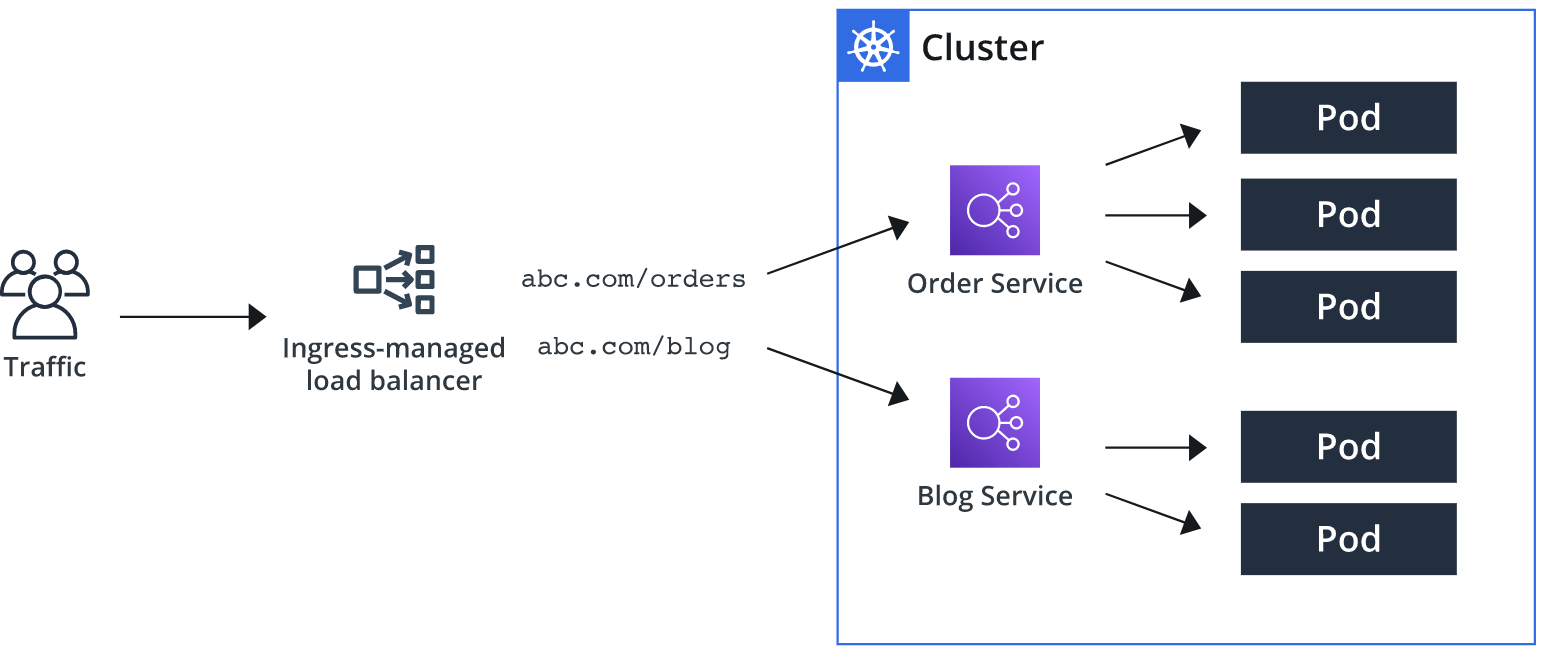 Cluster
Pod
Pod
Pod
Order Service
abc.com/orders
Traffic
Ingress-managed
load balancer
abc.com/blog
Blog Service
Pod
Pod